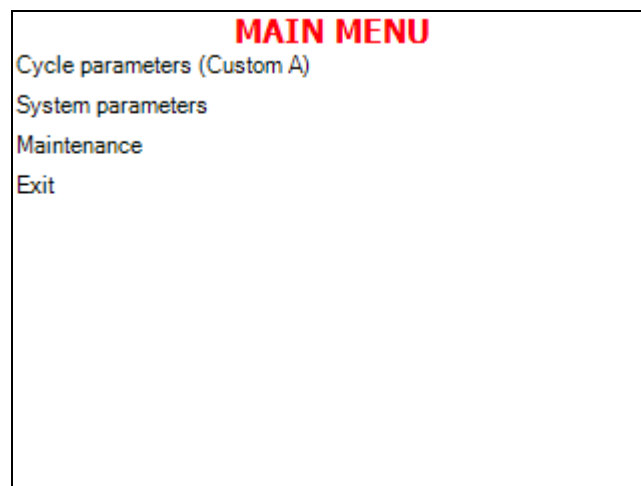 MAIN MENU
Cycle parameters (Custom A)
System parameters
Maintenance
Exit